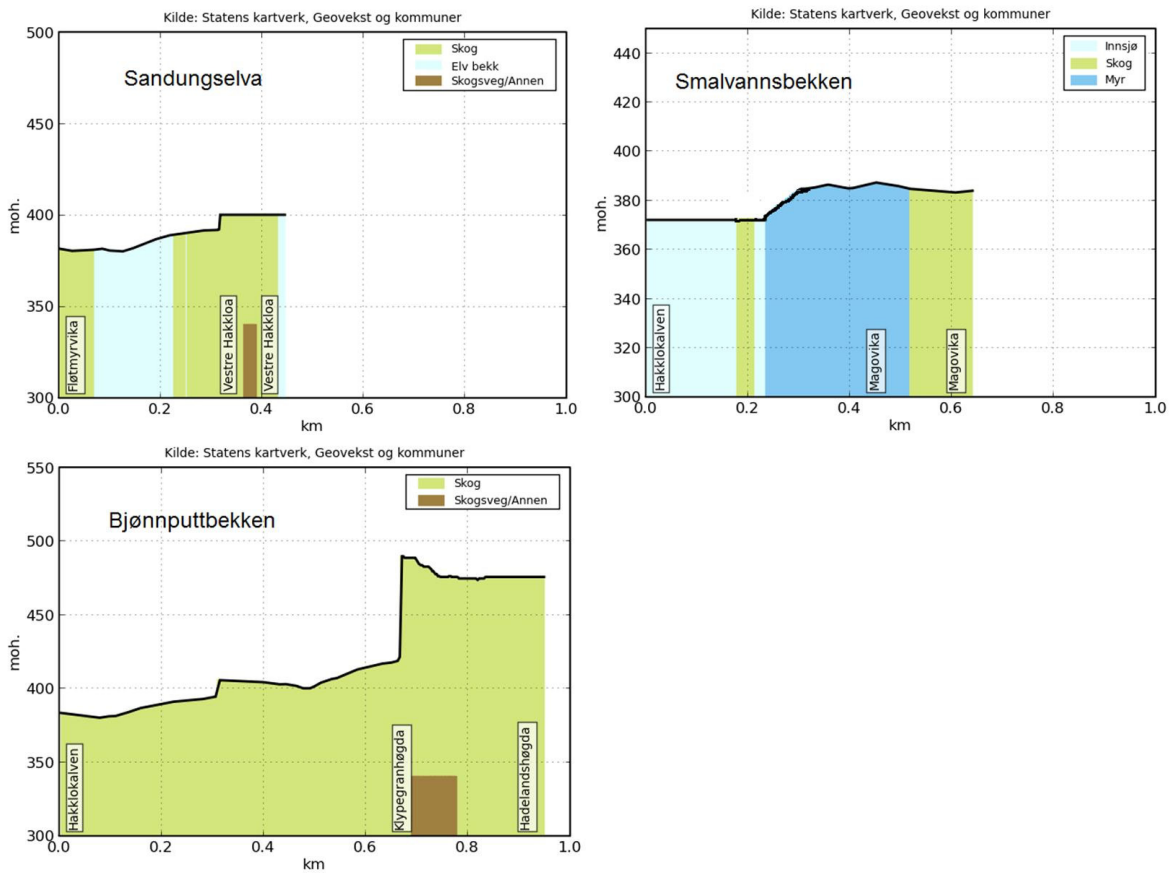 Kilde: Statens kartverk, Geovekst og kommuner
500
450
400
350
300
moh.
Sandungselva
Skog
Elv bekk
Skogsveg/Annen
Fløtmyrvika
Vestre Hakkloa
Vestre Hakkloa
0.0 0.2 0.4 0.6 0.8 1.0
km
Kilde: Statens kartverk, Geovekst og kommuner
440
420
400
380
360
340
320
300
moh.
Smalvannsbekken
Innsjø
Skog
Myr
Hakklokalven
Magovika
Magovika
0.0 0.2 0.4 0.6 0.8 1.0
km
Kilde: Statens kartverk, Geovekst og kommuner
550
500
450
400
350
300
moh.
Bjønnputtbekken
Skog
Skogsveg/Annen
Hakklokalven
Klypegranhøgda
Hadelandshøgda
0.0 0.2 0.4 0.6 0.8 1.0
km